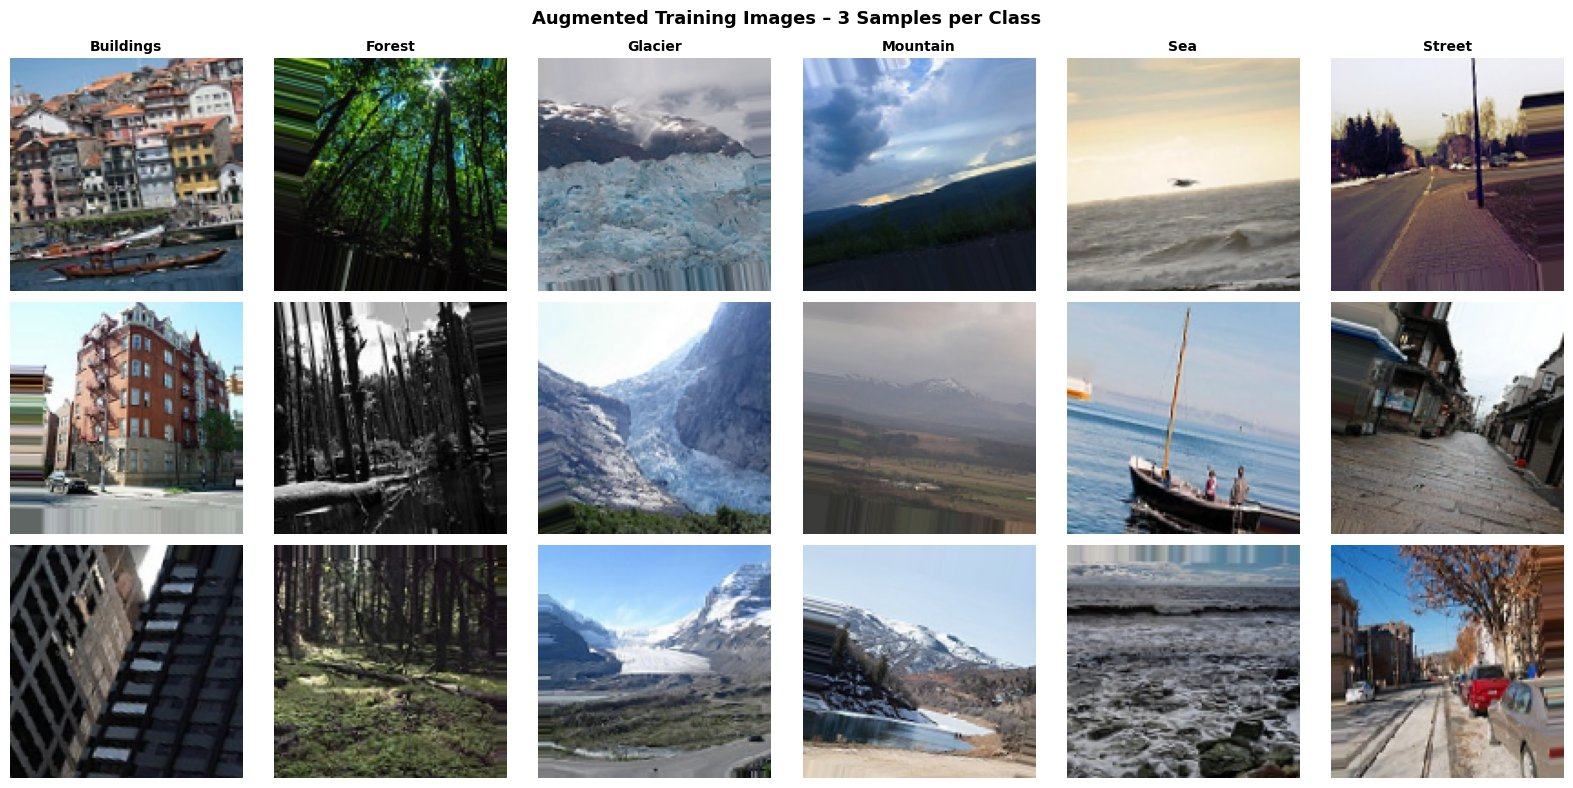 Augmented Training Images – 3 Samples per Class
Buildings Forest Glacier Mountain Sea Street